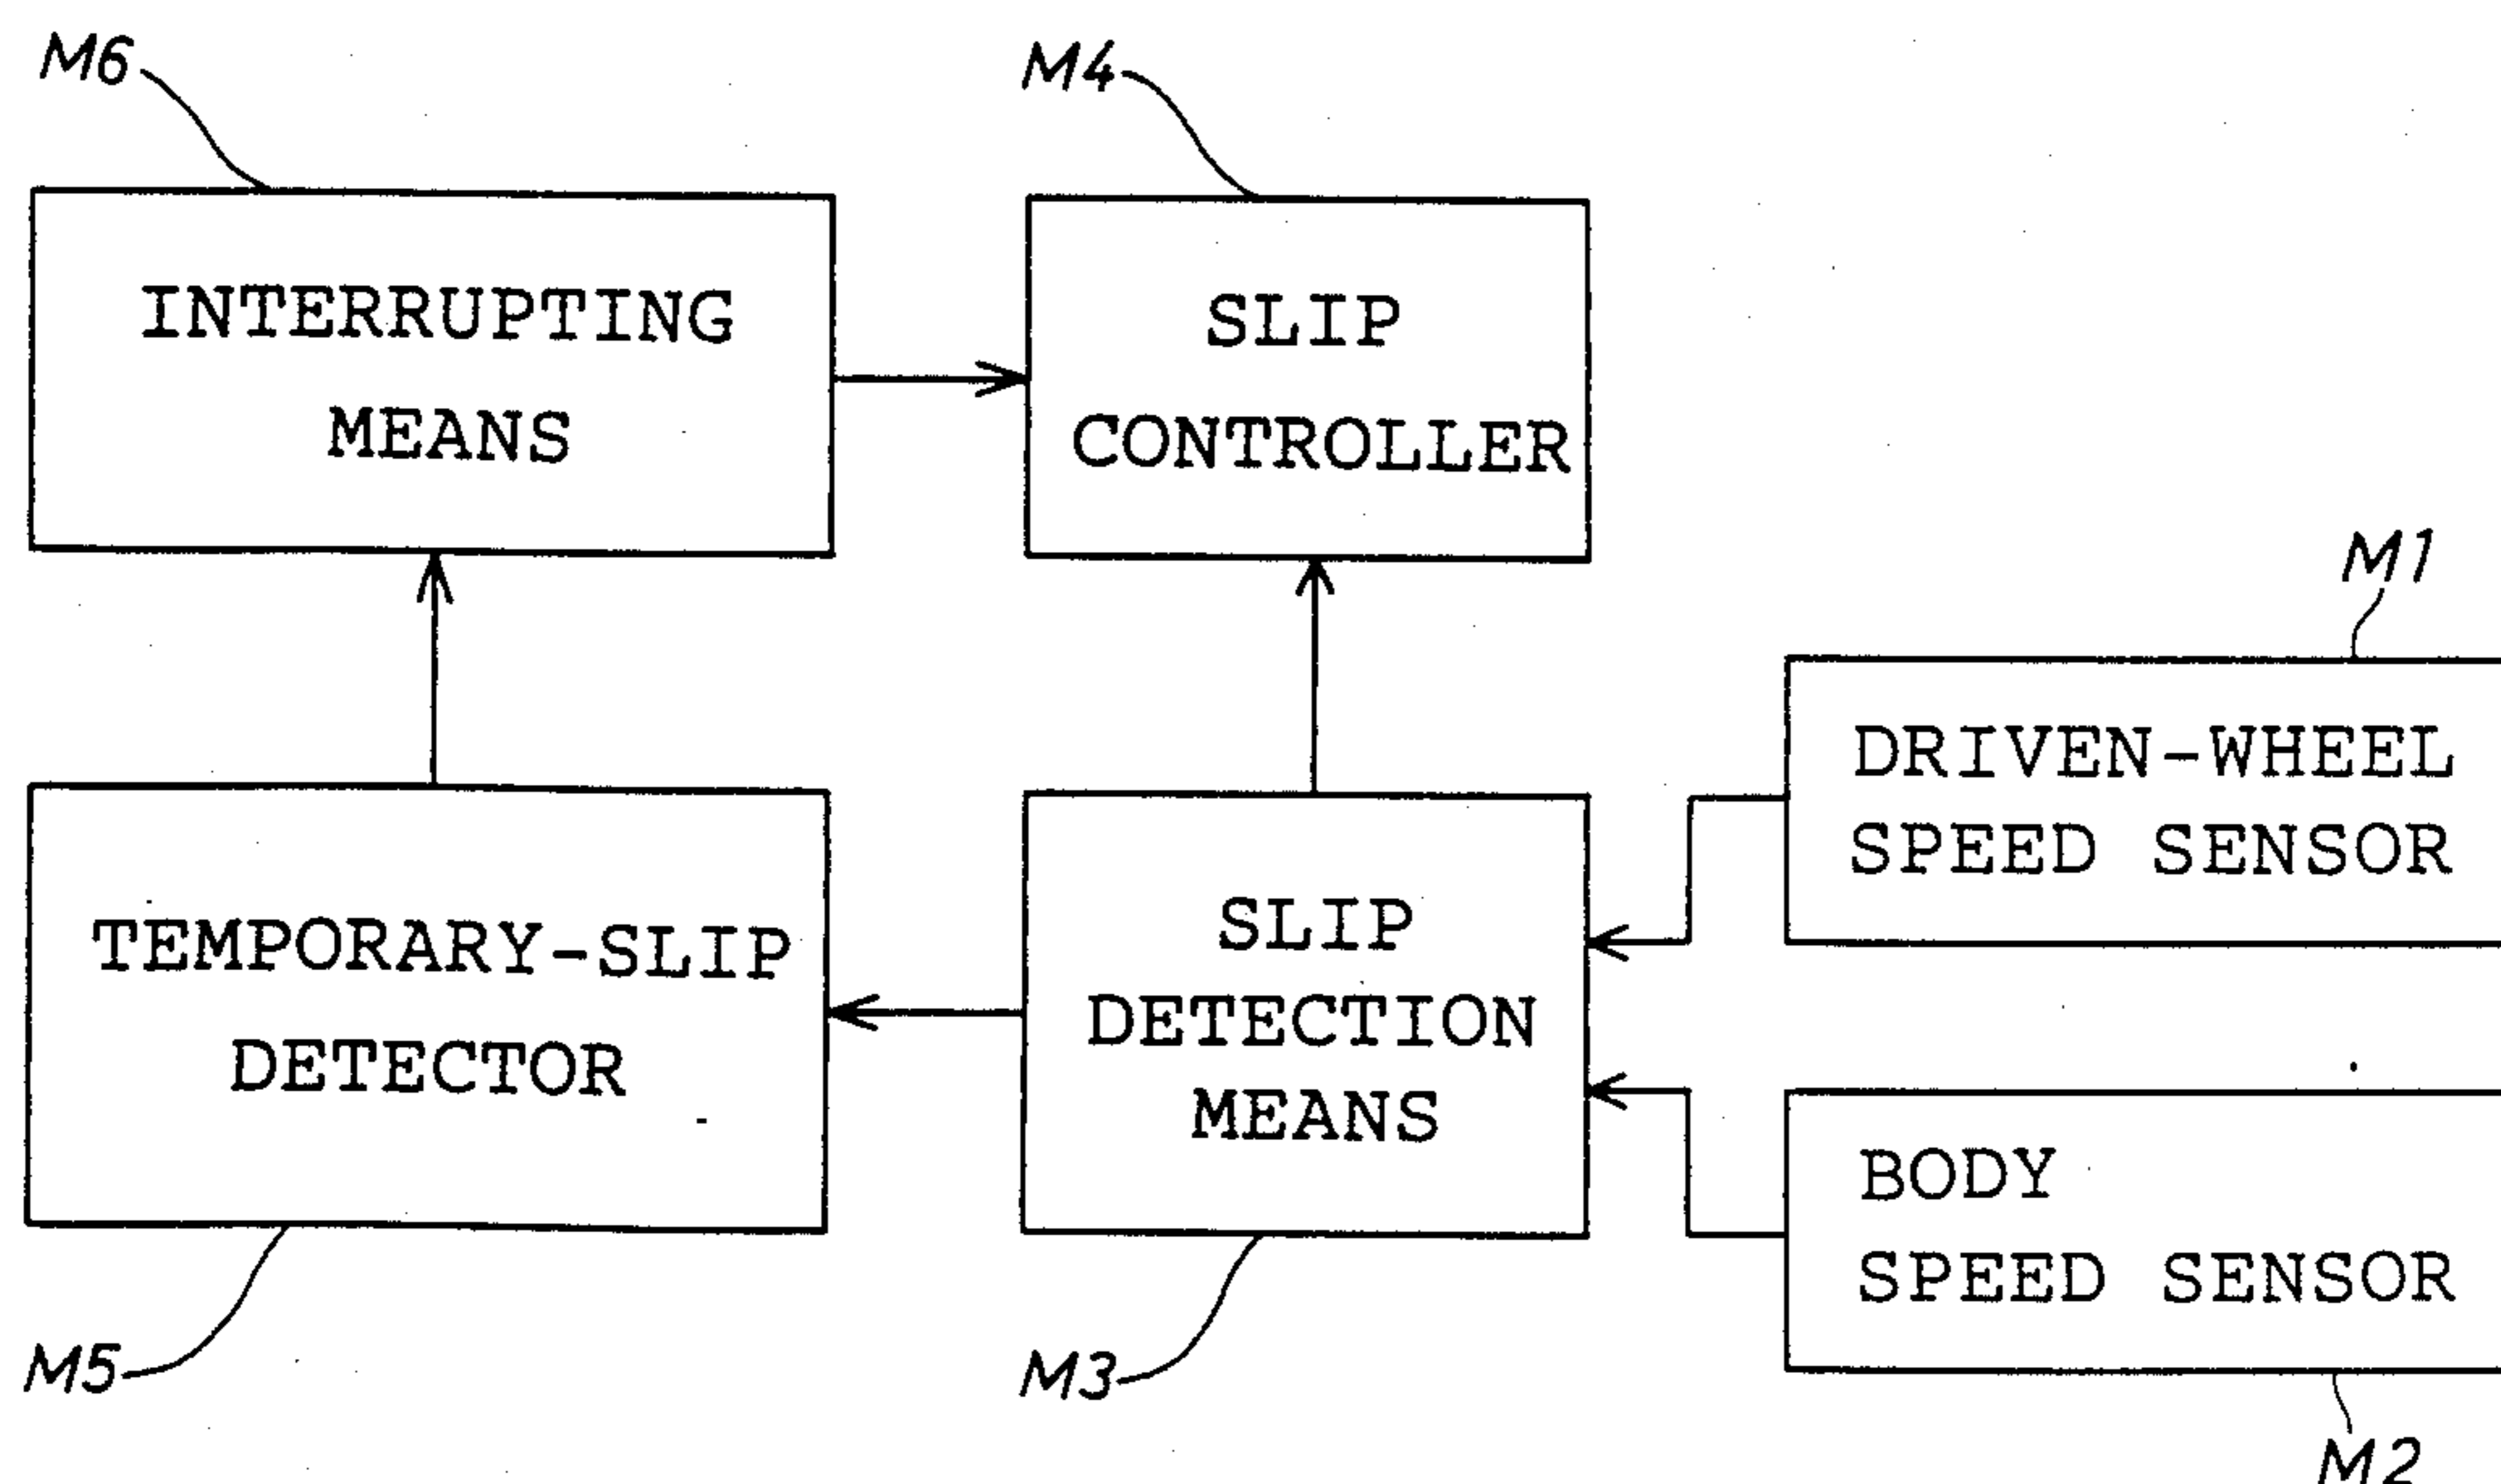 M6
M4
INTERRUPTING
MEANS
SLIP
CONTROLLER
M1
DRIVEN-WHEEL
SPEED SENSOR
TEMPORARY-SLIP
DETECTOR
SLIP
DETECTION
MEANS
BODY
SPEED SENSOR
M5
M3
M2